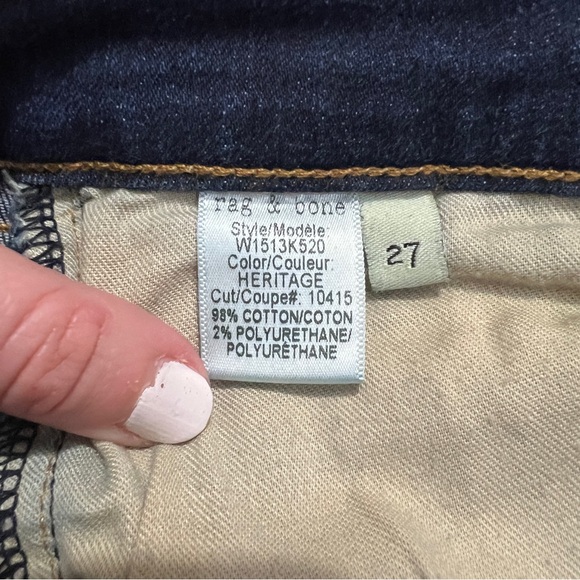 rag & bone
Style/Modèle:
W1513K520
Color/Couleur:
HERITAGE
Cut/Coupe#: 10415
98% COTTON/COTON
2% POLYURETHANE/
POLYURÉTHANE
27